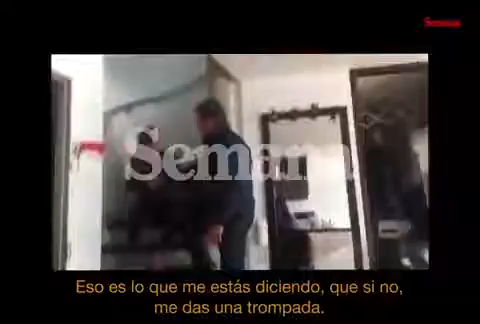 Semana
Semana
Eso es lo que me estás diciendo, que si no,
me das una trompada.